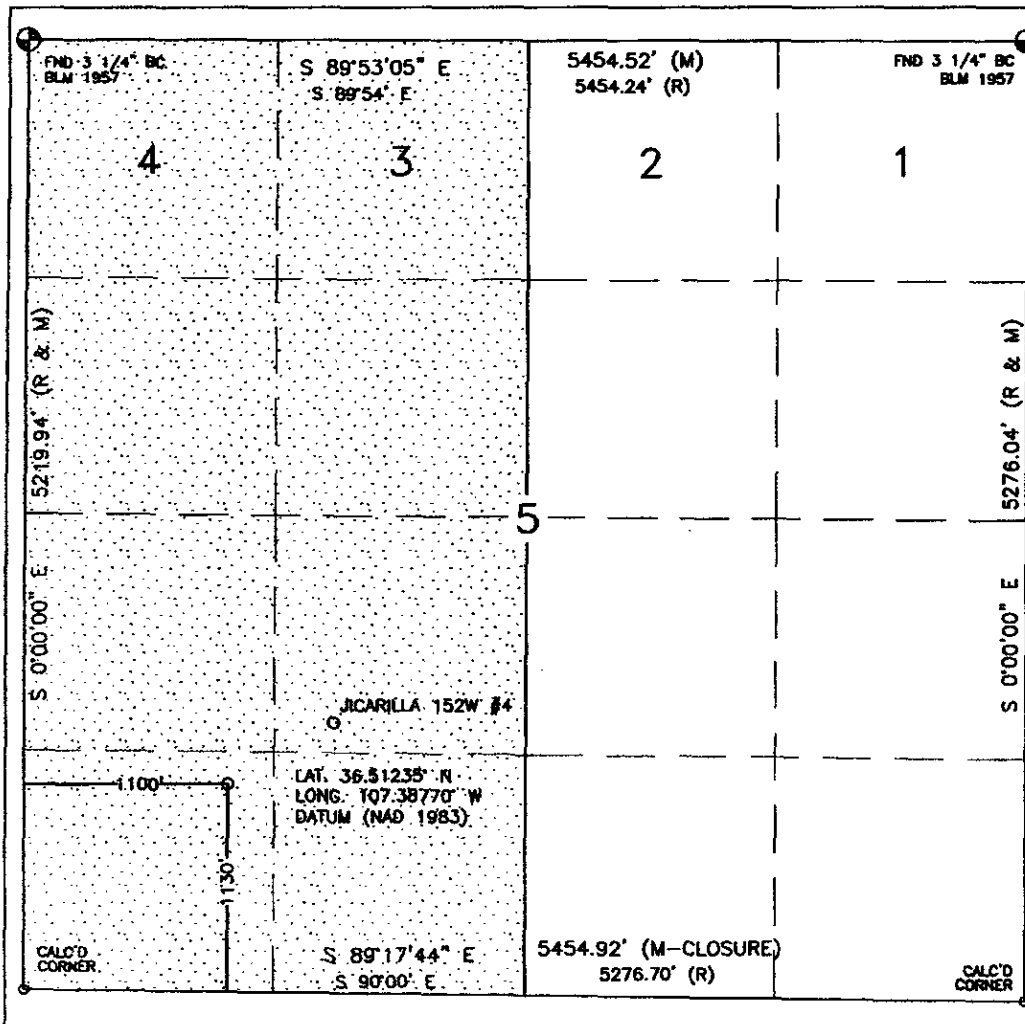 FND 3 1/4" BC
BLM 1957
S 89°53'05" E
S 89°54' E
5454.52' (M)
5454.24' (R)
FND 3 1/4" BC
BLM 1957
4
3
2
1
S 0°00'00" E 5219.94' (R & M)
S 0°00'00" E 5276.04' (R & M)
5
JICARILLA 152W #4
1100'
LAT. 36.51235° N
LONG. 107.38770° W
DATUM (NAD 1983)
1130'
CALC'D
CORNER
S 89°17'44" E
S 90°00' E
5454.92' (M-CLOSURE)
5276.70' (R)
CALC'D
CORNER